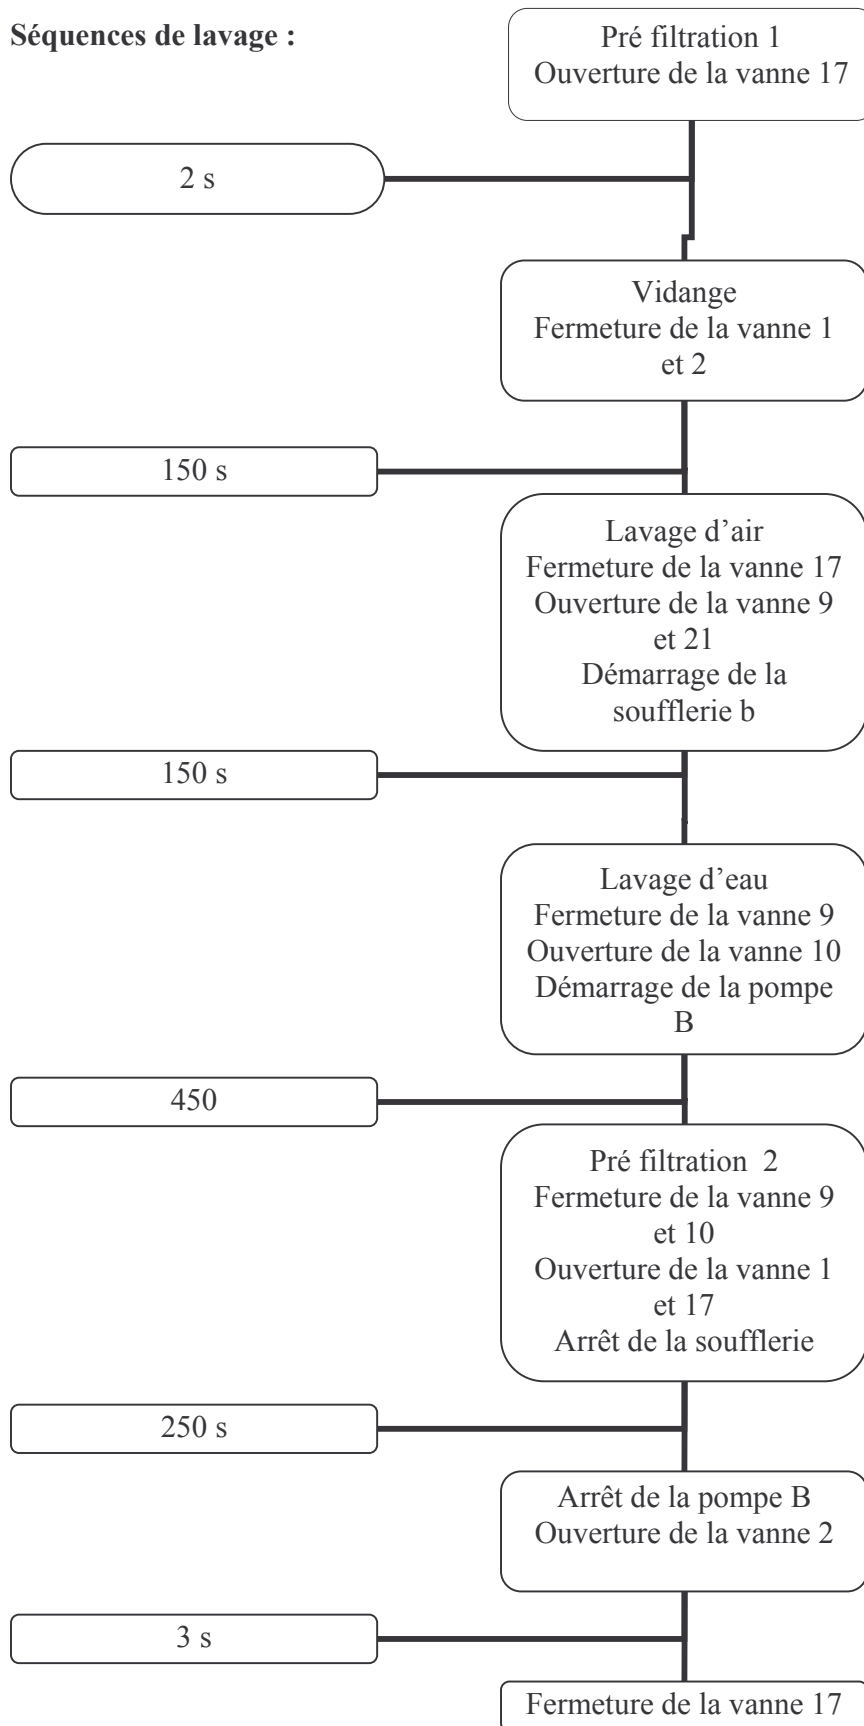 Séquences de lavage :
Pré filtration 1
Ouverture de la vanne 17
2 s
Vidange
Fermeture de la vanne 1
et 2
150 s
Lavage d’air
Fermeture de la vanne 17
Ouverture de la vanne 9
et 21
Démarrage de la
soufflerie b
150 s
Lavage d’eau
Fermeture de la vanne 9
Ouverture de la vanne 10
Démarrage de la pompe
B
450
Pré filtration  2
Fermeture de la vanne 9
et 10
Ouverture de la vanne 1
et 17
Arrêt de la soufflerie
250 s
Arrêt de la pompe B
Ouverture de la vanne 2
3 s
Fermeture de la vanne 17